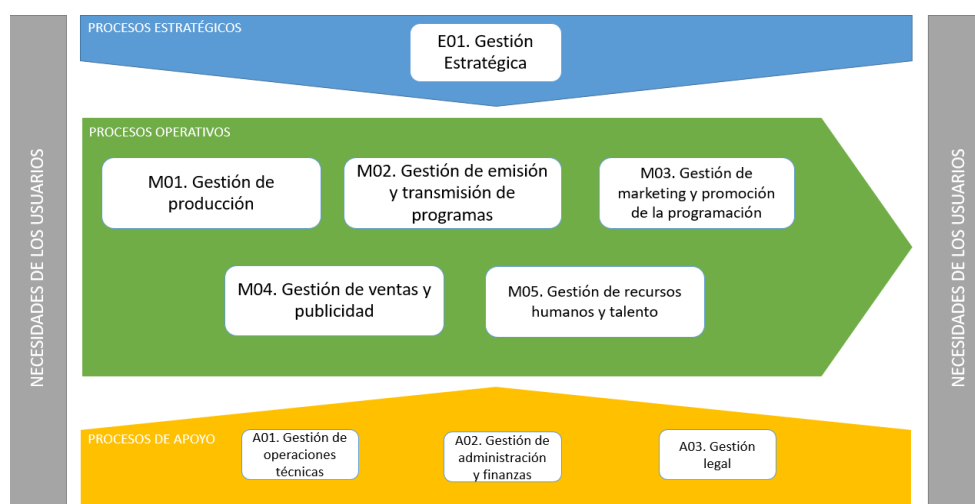 NECESIDADES DE LOS USUARIOS
PROCESOS ESTRATÉGICOS
E01. Gestión
Estratégica
PROCESOS OPERATIVOS
M01. Gestión de
producción
M02. Gestión de emisión
y transmisión de
programas
M03. Gestión de
marketing y promoción
de la programación
M04. Gestión de ventas y
publicidad
M05. Gestión de recursos
humanos y talento
PROCESOS DE APOYO
A01. Gestión de
operaciones
técnicas
A02. Gestión de
administración
y finanzas
A03. Gestión
legal
NECESIDADES DE LOS USUARIOS